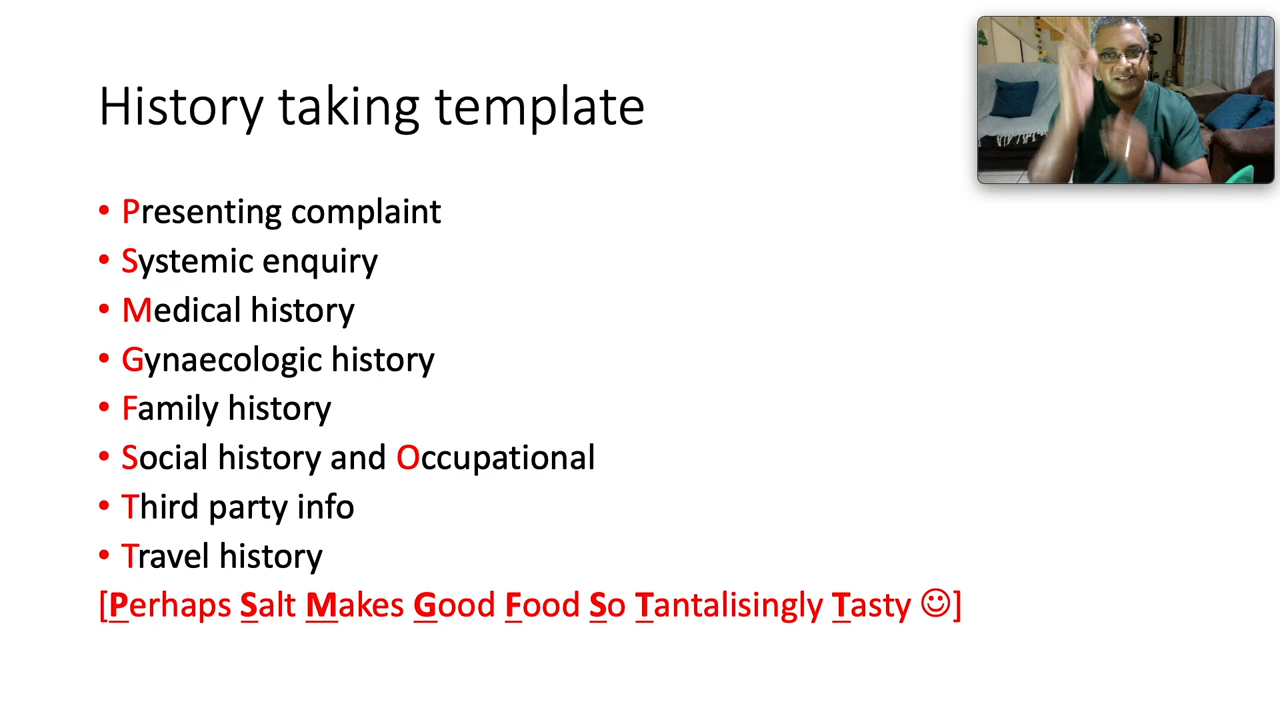 History taking template
• Presenting complaint
• Systemic enquiry
• Medical history
• Gynaecologic history
• Family history
• Social history and Occupational
• Third party info
• Travel history
[Perhaps Salt Makes Good Food So Tantalisingly Tasty ☺]